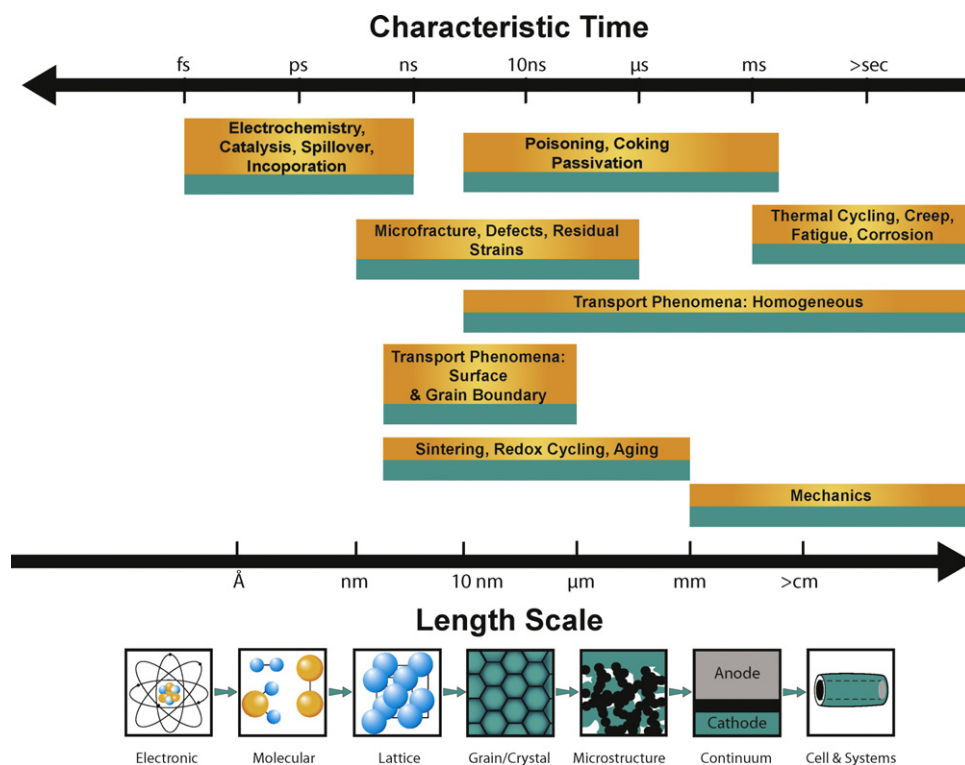 Characteristic Time
fs ps ns 10ns µs ms >sec
Electrochemistry,
Catalysis, Spillover,
Incoporation
Poisoning, Coking
Passivation
Thermal Cycling, Creep,
Fatigue, Corrosion
Microfracture, Defects, Residual
Strains
Transport Phenomena: Homogeneous
Transport Phenomena:
Surface
& Grain Boundary
Sintering, Redox Cycling, Aging
Mechanics
Å nm 10 nm µm mm >cm
Length Scale
Anode
Cathode
Electronic Molecular Lattice Grain/Crystal Microstructure Continuum Cell & Systems